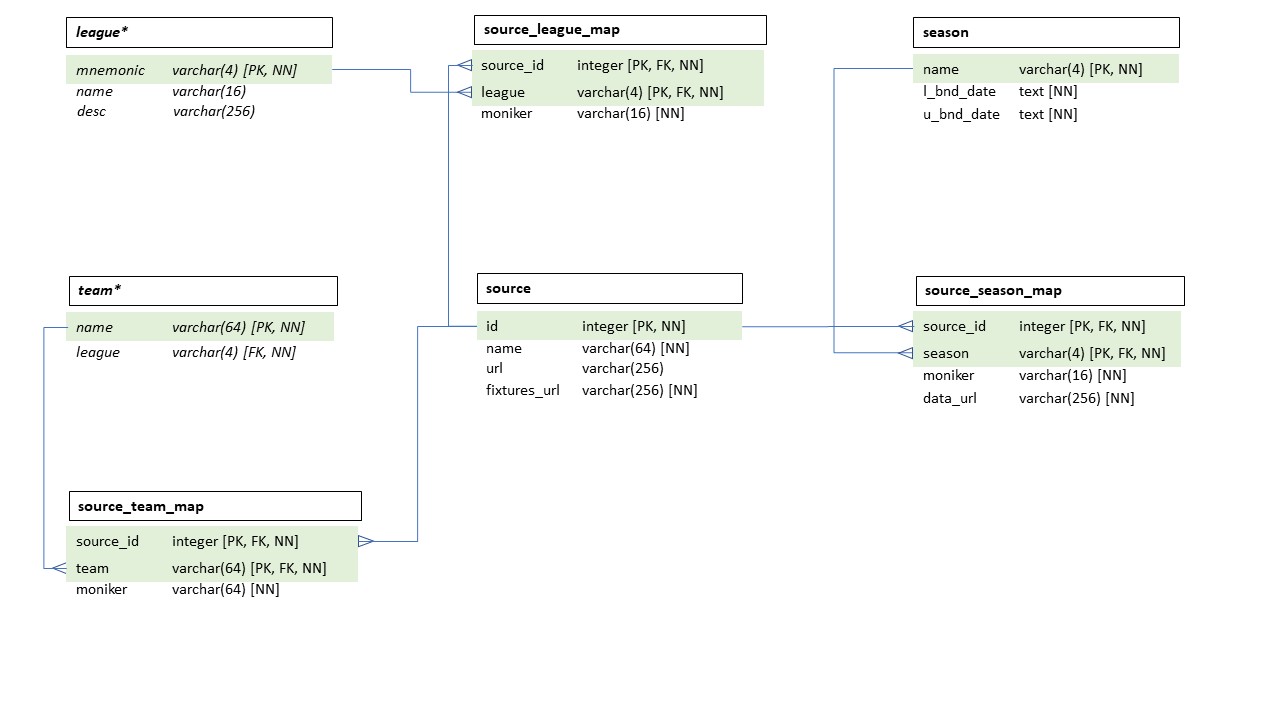 league*
mnemonic varchar(4) [PK, NN]
name varchar(16)
desc varchar(256)
source_league_map
source_id integer [PK, FK, NN]
league varchar(4) [PK, FK, NN]
moniker varchar(16) [NN]
season
name varchar(4) [PK, NN]
l_bnd_date text [NN]
u_bnd_date text [NN]
team*
name varchar(64) [PK, NN]
league varchar(4) [FK, NN]
source
id integer [PK, NN]
name varchar(64) [NN]
url varchar(256)
fixtures_url varchar(256) [NN]
source_season_map
source_id integer [PK, FK, NN]
season varchar(4) [PK, FK, NN]
moniker varchar(16) [NN]
data_url varchar(256) [NN]
source_team_map
source_id integer [PK, FK, NN]
team varchar(64) [PK, FK, NN]
moniker varchar(64) [NN]